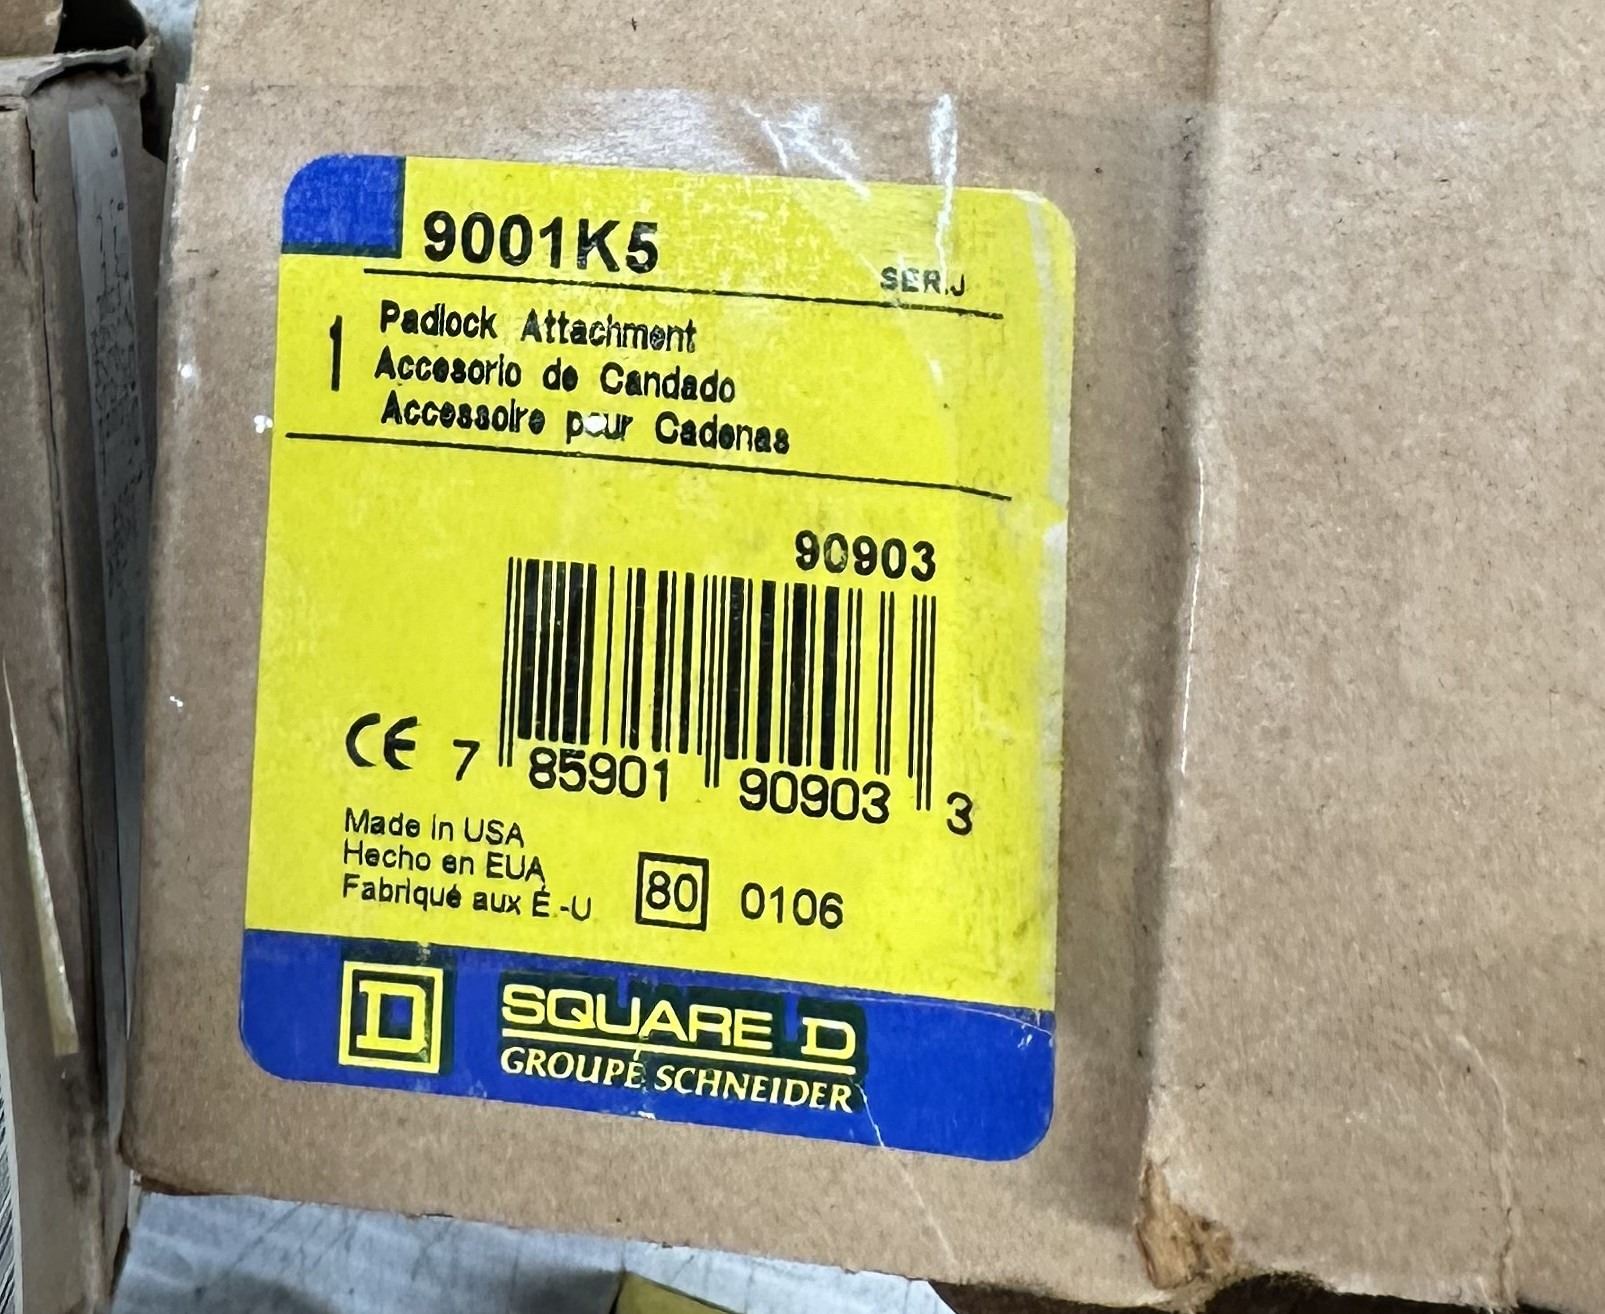 9001K5
SER.J
1
Padlock Attachment
Accesorio de Candado
Accessoire pour Cadenas
90903
CE
7 85901 90903 3
Made in USA
Hecho en EUA
Fabriqué aux É.-U
80 0106
D SQUARE D
GROUPE SCHNEIDER